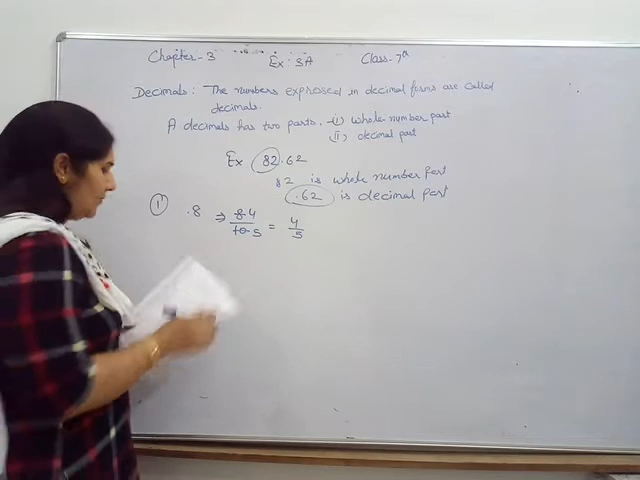 Chapter-3 Ex: 3A Class-7th
Decimals: The numbers expressed in decimal forms are called
decimals.
A decimals has two parts. -(I) whole number part
(II) decimal part
Ex 82.62
82 is whole number part
.62 is decimal part
(1) .8 ⇒ 8 4/10 5 = 4/5